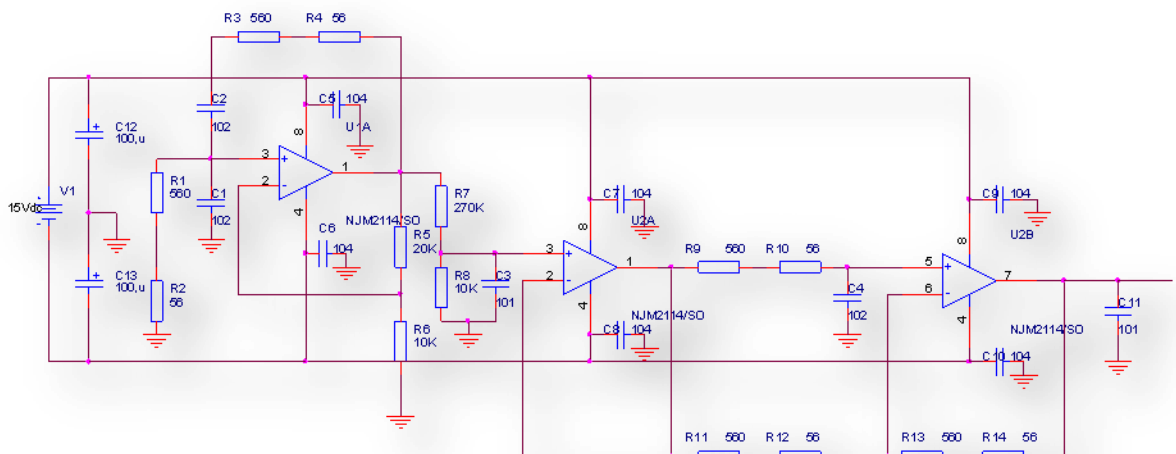 R3 560 R4 56
C2
102
C5 104
U1A
8
3
2
1
4
C12
100,u
R1
560
C1
102
V1
15Vdc
C13
100,u
R2
56
C6
104
NJM2114/SO
R5
20K
R6
10K
R7
270K
R8
10K
C3
101
C7 104
U2A
8
3
2
1
4
C8 104
NJM2114/SO
R9 560 R10 56
C4
102
C9 104
U2B
8
5
6
7
4
NJM2114/SO
C10 104
C11
101
R11 560 R12 56 R13 560 R14 56